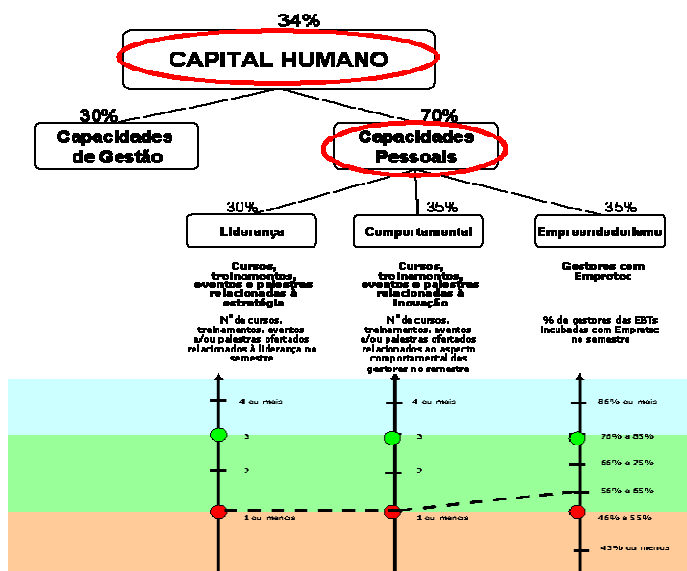 34%
CAPITAL HUMANO
30%
70%
Capacidades
de Gestão
Capacidades
Pessoais
30%
35%
35%
Liderança
Comportamental
Empreendedorismo
Cursos,
treinamentos,
eventos e palestras
relacionadas à
estratégia
Cursos,
treinamentos,
eventos e palestras
relacionadas à
Inovação
Gestores com
Empretec
N° de cursos,
treinamentos, eventos
e/ou palestras ofertados
relacionados à liderança no
semestre
N° de cursos,
treinamentos, eventos
e/ou palestras ofertados
relacionados ao aspecto
comportamental dos
gestores no semestre
% de gestores das EBTs
incubadas com Empretec
no semestre
4 ou mais
4 ou mais
86% ou mais
3
3
76% a 85%
2
2
66% a 75%
56% a 65%
1 ou menos
1 ou menos
46% a 55%
45% ou menos